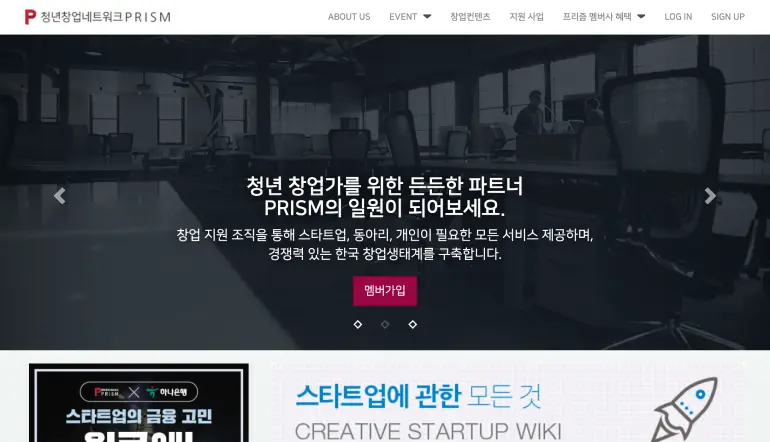 청년창업네트워크 PRISM
ABOUT US EVENT 창업컨텐츠 지원 사업 프리즘 멤버사 혜택 LOG IN SIGN UP
청년 창업가를 위한 든든한 파트너
PRISM의 일원이 되어보세요.
창업 지원 조직을 통해 스타트업, 동아리, 개인이 필요한 모든 서비스 제공하며,
경쟁력 있는 한국 창업생태계를 구축합니다.
멤버가입
PRISM X 하나은행
스타트업의 금융 고민
스타트업에 관한 모든 것
CREATIVE STARTUP WIKI